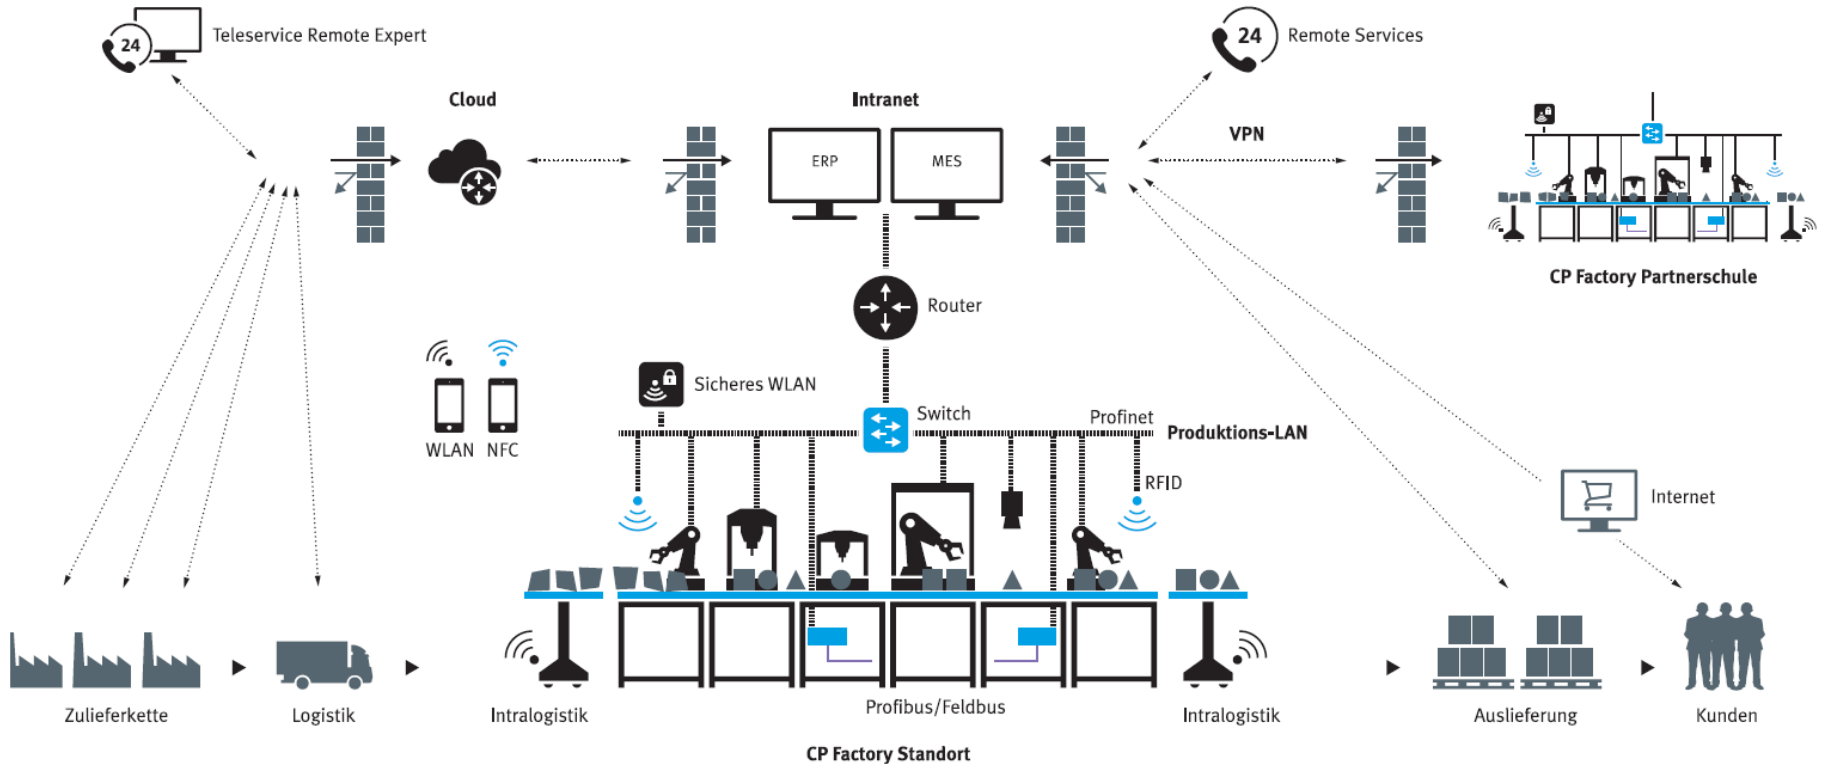 24
Teleservice Remote Expert
24
Remote Services
Cloud
Intranet
VPN
ERP
MES
CP Factory Partnerschule
Router
Sicheres WLAN
Switch
Profinet
Produktions-LAN
WLAN
NFC
RFID
Internet
Zulieferkette
Logistik
Intralogistik
Profibus/Feldbus
Intralogistik
Auslieferung
Kunden
CP Factory Standort